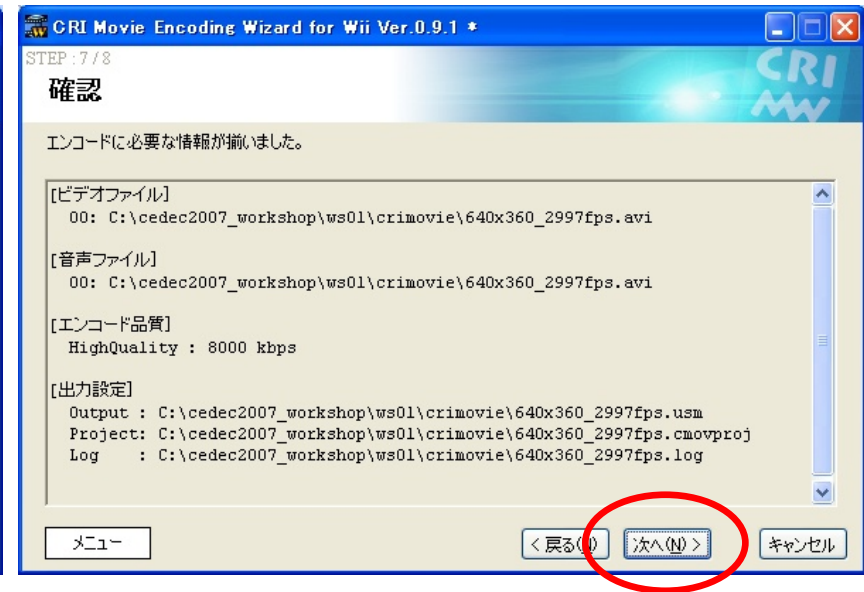 CRI Movie Encoding Wizard for Wii Ver.0.9.1 *
STEP:7/8
確認
CRI
MW
エンコードに必要な情報が揃いました。
[ビデオファイル]
00: C:\cedec2007_workshop\ws01\crimovie\640x360_2997fps.avi
[音声ファイル]
00: C:\cedec2007_workshop\ws01\crimovie\640x360_2997fps.avi
[エンコード品質]
HighQuality : 8000 kbps
[出力設定]
Output : C:\cedec2007_workshop\ws01\crimovie\640x360_2997fps.usm
Project: C:\cedec2007_workshop\ws01\crimovie\640x360_2997fps.cmovproj
Log    : C:\cedec2007_workshop\ws01\crimovie\640x360_2997fps.log
メニュー
< 戻る
次へ(N) >
キャンセル